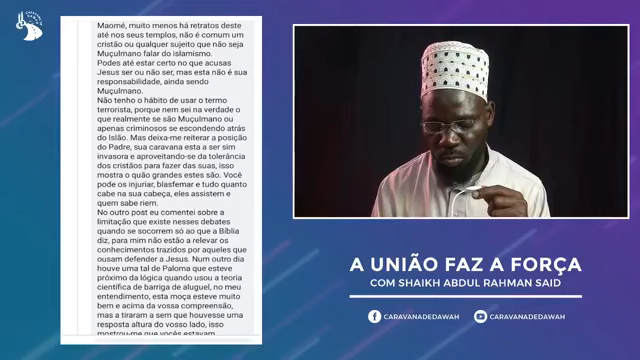 Maomé, muito menos há retratos deste
até nos seus templos, não é comum um
cristão ou qualquer sujeito que não seja
Muçulmano falar do islamismo.
Podes até estar certo no que acusas
Jesus ser ou não ser, mas esta não é sua
responsabilidade, ainda sendo
Muçulmano.
Não tenho o hábito de usar o termo
terrorista, porque nem sei na verdade o
que realmente se são Muçulmano ou
apenas criminosos se escondendo atrás
do Islão. Mas deixa-me reiterar a posição
do Padre, sua caravana esta a ser sim
invasora e aproveitando-se da tolerância
dos cristãos para fazer das suas, isso
mostra o quão grandes estes são. Você
pode os injuriar, blasfemar e tudo quanto
cabe na sua cabeça, eles assistem e
quem sabe riem.
No outro post eu comentei sobre a
limitação que existe nesses debates
quando se socorrem só ao que a Bíblia
diz, para mim não estão a relevar os
conhecimentos trazidos por aqueles que
ousam defender a Jesus. Num outro dia
houve uma tal de Paloma que esteve
próximo da lógica quando usou a teoria
científica de barriga de aluguel, no meu
entendimento, esta moça esteve muito
bem e acima da vossa compreensão,
mas a tiraram a sem que houvesse uma
resposta altura do vosso lado, isso
mostrou-me que vocês estavam
A UNIÃO FAZ A FORÇA
COM SHAIKH ABDUL RAHMAN SAID
CARAVANADEDAWAH
CARAVANADEDAWAH